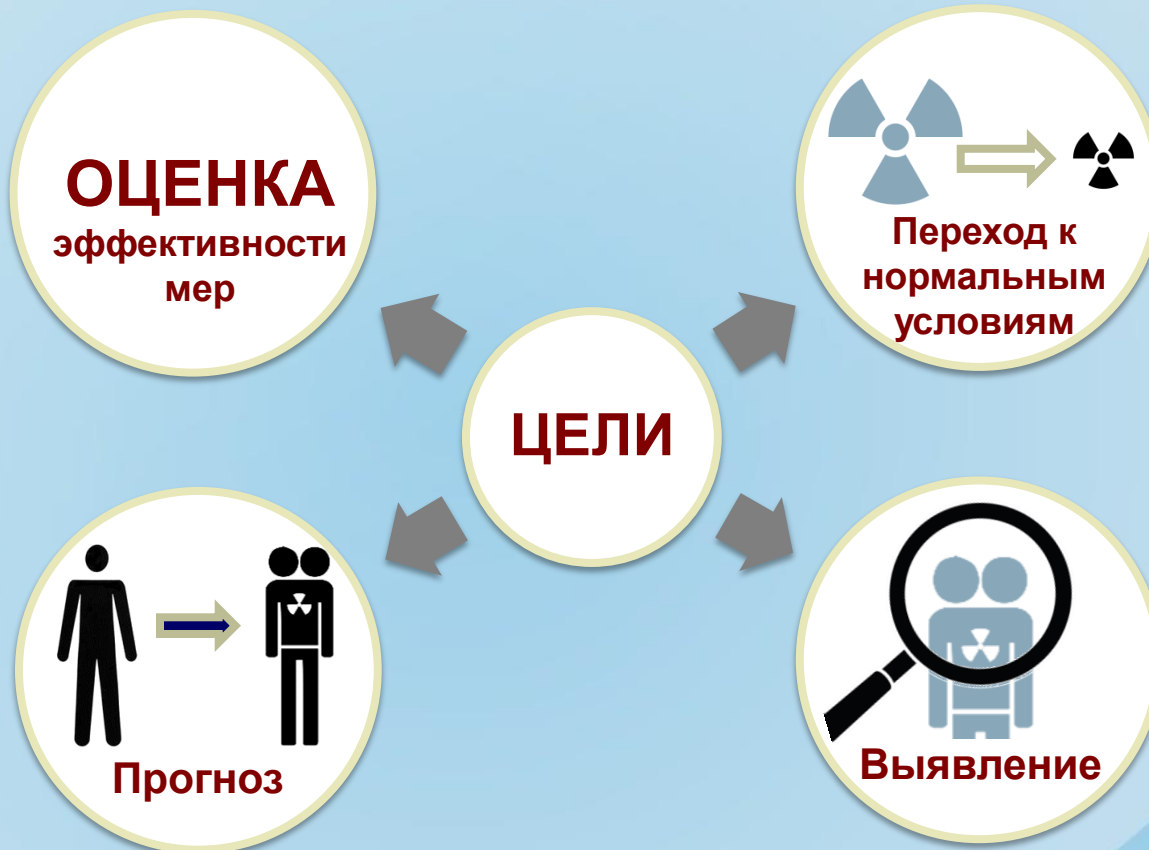 ОЦЕНКА
эффективности
мер
Переход к
нормальным
условиям
ЦЕЛИ
Прогноз
Выявление